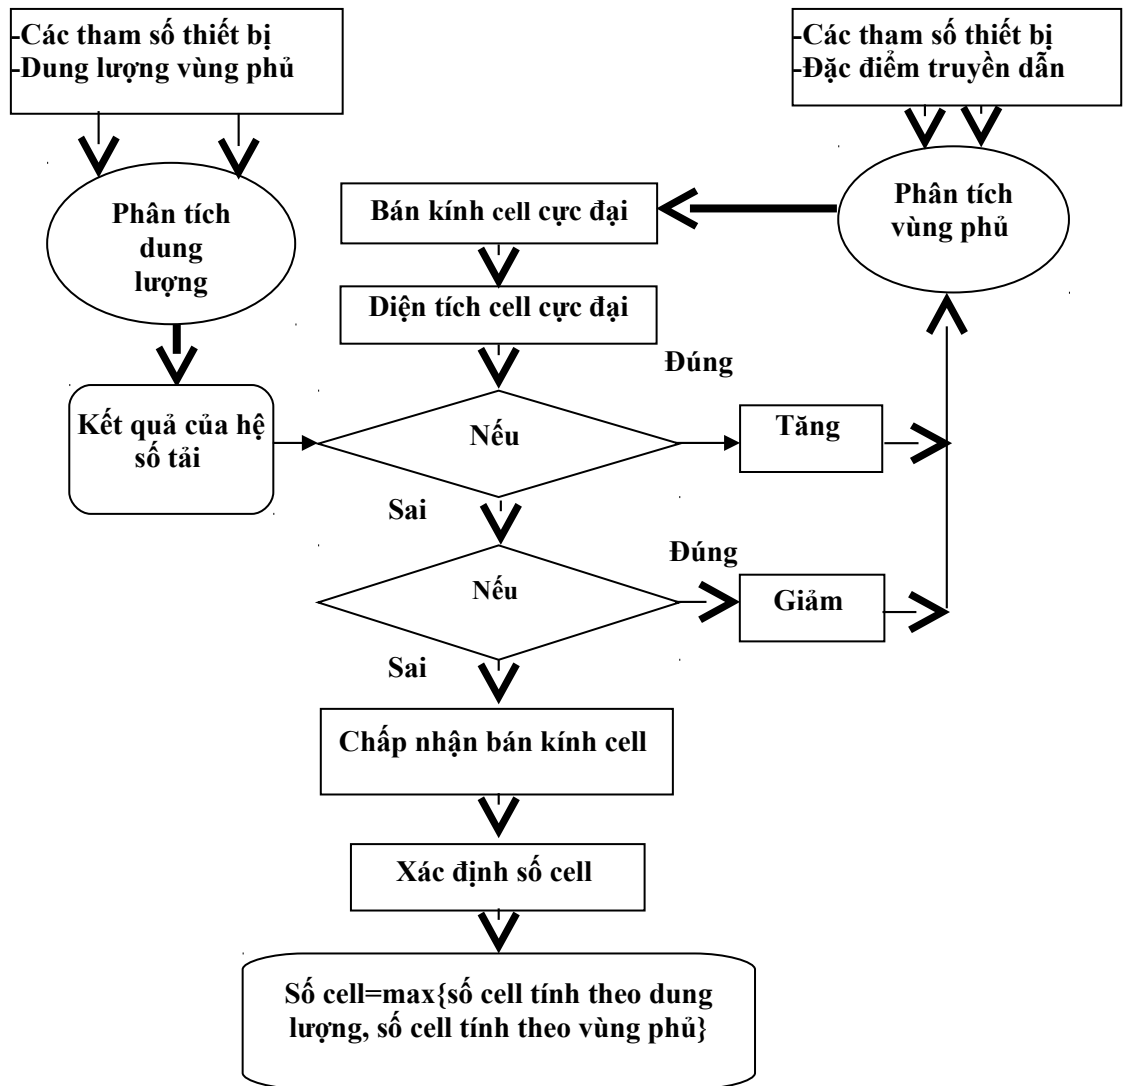 -Các tham số thiết bị
-Dung lượng vùng phủ
-Các tham số thiết bị
-Đặc điểm truyền dẫn
Phân tích
dung
lượng
Bán kính cell cực đại
Phân tích
vùng phủ
Diện tích cell cực đại
Đúng
Kết quả của hệ
số tải
Nếu
Tăng
Sai
Đúng
Nếu
Giảm
Sai
Chấp nhận bán kính cell
Xác định số cell
Số cell=max{số cell tính theo dung
lượng, số cell tính theo vùng phủ}